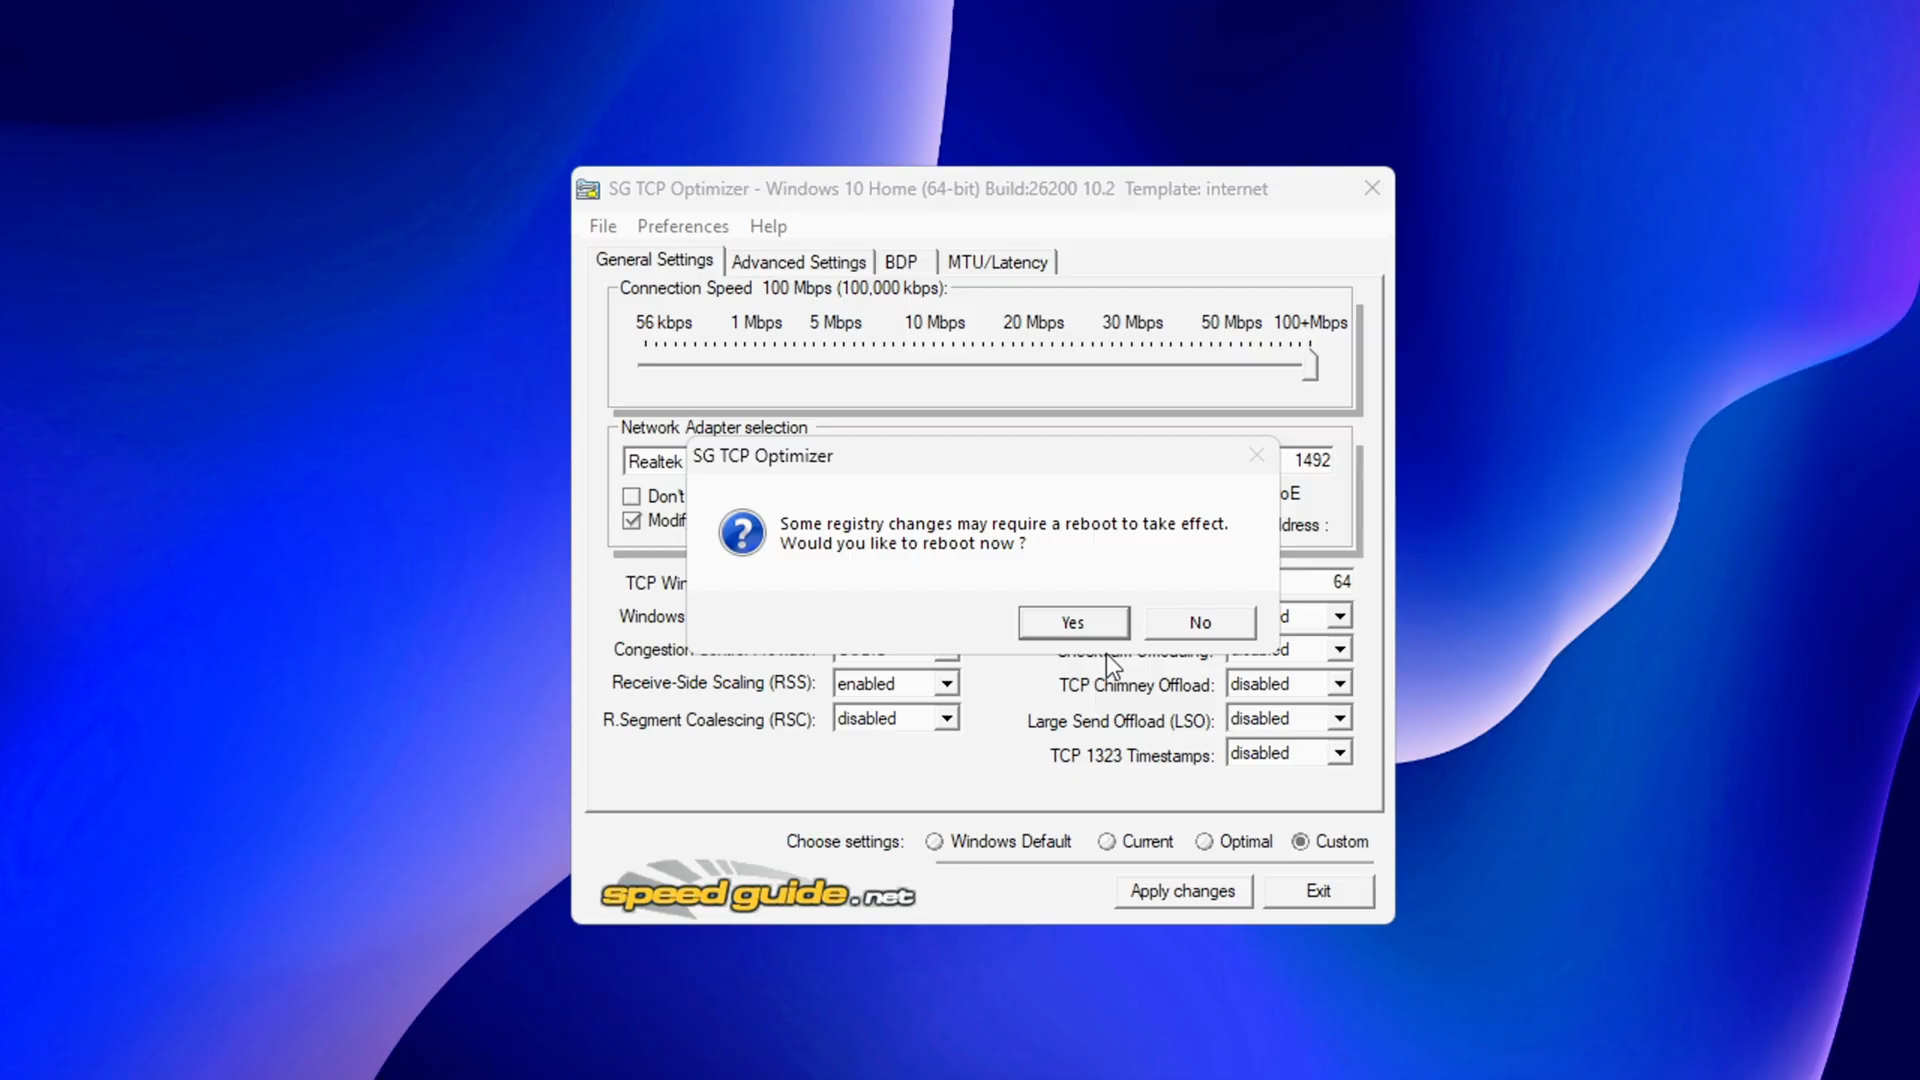 SG TCP Optimizer - Windows 10 Home (64-bit) Build:26200 10.2  Template: internet
File Preferences Help
General Settings Advanced Settings BDP MTU/Latency
Connection Speed 100 Mbps (100,000 kbps):
56 kbps 1 Mbps 5 Mbps 10 Mbps 20 Mbps 30 Mbps 50 Mbps 100+Mbps
Network Adapter selection
Realtek 1492
SG TCP Optimizer
Don't
Modif
Some registry changes may require a reboot to take effect.
Would you like to reboot now ?
Yes No
TCP Win 64
Windows
Receive-Side Scaling (RSS): enabled TCP Chimney Offload: disabled
R.Segment Coalescing (RSC): disabled Large Send Offload (LSO): disabled
TCP 1323 Timestamps: disabled
Choose settings: Windows Default Current Optimal Custom
speedguide.net
Apply changes Exit